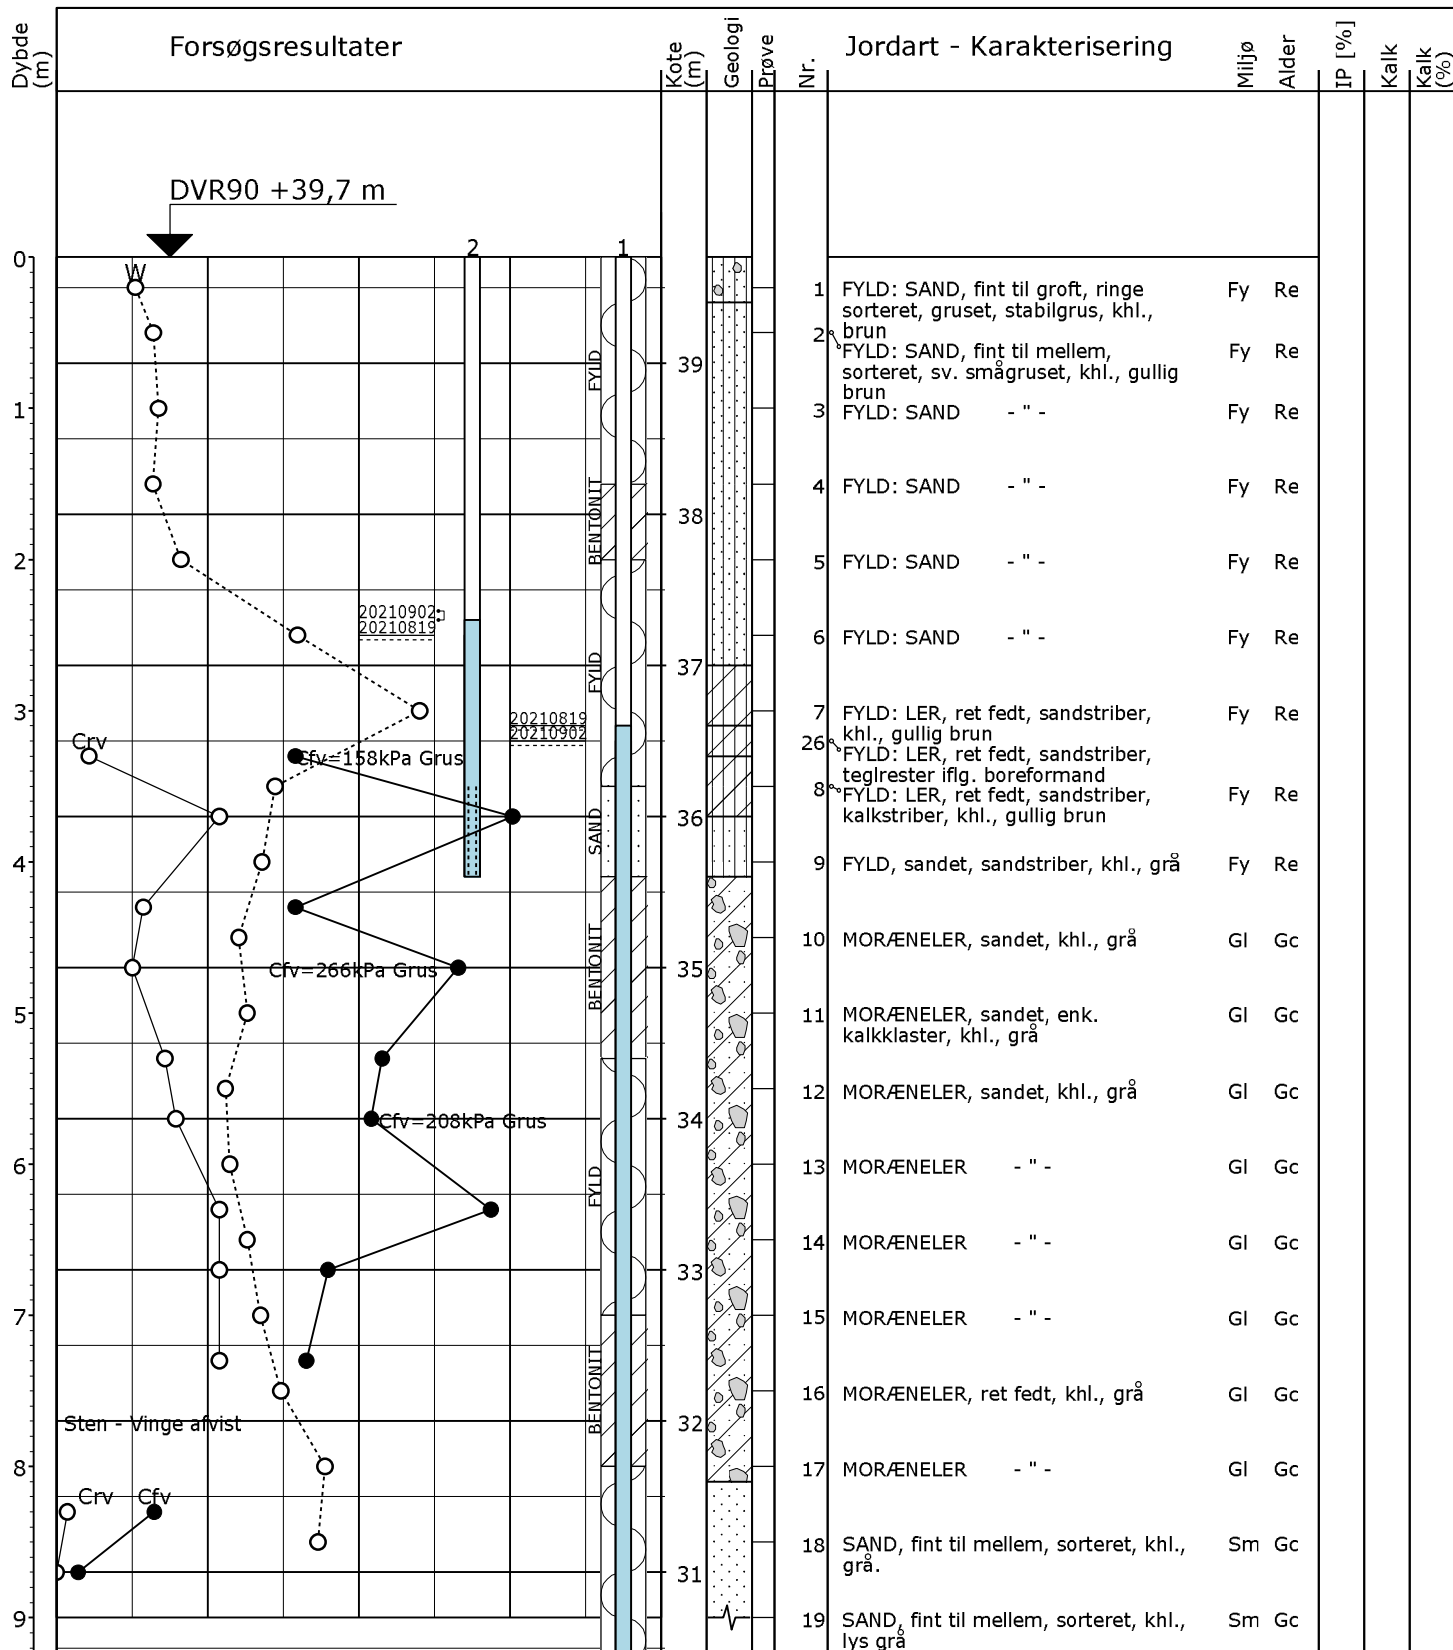 Dybde (m)
Forsøgsresultater
Kote (m)
Geologi
Prøve
Nr.
Jordart - Karakterisering
Miljø
Alder
IP [%]
Kalk
Kalk (%)
DVR90 +39,7 m
2
1
0
W
1 FYLD: SAND, fint til groft, ringe Fy Re
sorteret, gruset, stabilgrus, khl.,
brun
2 FYLD: SAND, fint til mellem, Fy Re
sorteret, sv. smågruset, khl., gullig
brun
39
FYLD
1
3 FYLD: SAND - " - Fy Re
4 FYLD: SAND - " - Fy Re
BENTONIT
38
2
5 FYLD: SAND - " - Fy Re
20210902
20210819
6 FYLD: SAND - " - Fy Re
37
FYLD
3
7 FYLD: LER, ret fedt, sandstriber, Fy Re
khl., gullig brun
20210819
20210902
26 FYLD: LER, ret fedt, sandstriber,
teglrester iflg. boreformand
Crv
Cfv=158kPa Grus
8 FYLD: LER, ret fedt, sandstriber, Fy Re
kalkstriber, khl., gullig brun
36
SAND
4
9 FYLD, sandet, sandstriber, khl., grå Fy Re
10 MORÆNELER, sandet, khl., grå Gl Gc
Cfv=266kPa Grus
35
BENTONIT
5
11 MORÆNELER, sandet, enk. Gl Gc
kalkklaster, khl., grå
12 MORÆNELER, sandet, khl., grå Gl Gc
Cfv=208kPa Grus
34
6
13 MORÆNELER - " - Gl Gc
FYLD
14 MORÆNELER - " - Gl Gc
33
7
15 MORÆNELER - " - Gl Gc
16 MORÆNELER, ret fedt, khl., grå Gl Gc
BENTONIT
Sten - Vinge afvist
32
8
17 MORÆNELER - " - Gl Gc
Crv Cfv
18 SAND, fint til mellem, sorteret, khl., Sm Gc
grå.
31
9
19 SAND, fint til mellem, sorteret, khl., Sm Gc
lys grå